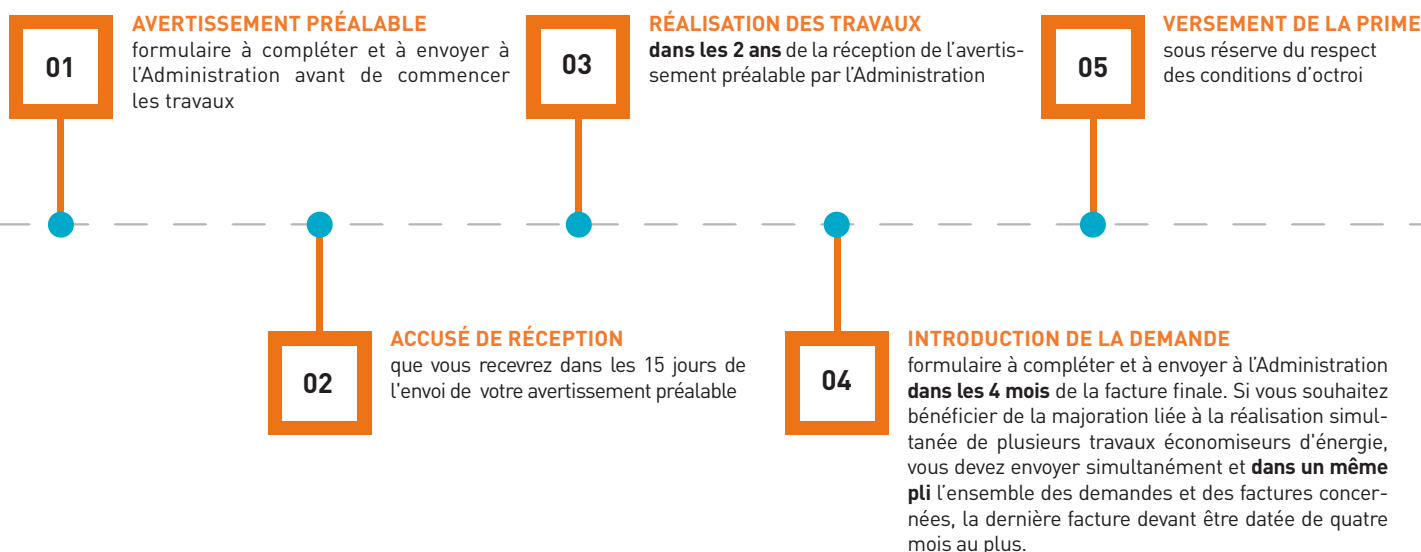 01
AVERTISSEMENT PRÉALABLE
formulaire à compléter et à envoyer à
l’Administration avant de commencer
les travaux
02
ACCUSÉ DE RÉCEPTION
que vous recevrez dans les 15 jours de
l'envoi de votre avertissement préalable
03
RÉALISATION DES TRAVAUX
dans les 2 ans de la réception de l’avertis-
sement préalable par l’Administration
04
INTRODUCTION DE LA DEMANDE
formulaire à compléter et à envoyer à l’Administration
dans les 4 mois de la facture finale. Si vous souhaitez
bénéficier de la majoration liée à la réalisation simul-
tanée de plusieurs travaux économiseurs d'énergie,
vous devez envoyer simultanément et dans un même
pli l’ensemble des demandes et des factures concer-
nées, la dernière facture devant être datée de quatre
mois au plus.
05
VERSEMENT DE LA PRIME
sous réserve du respect
des conditions d’octroi